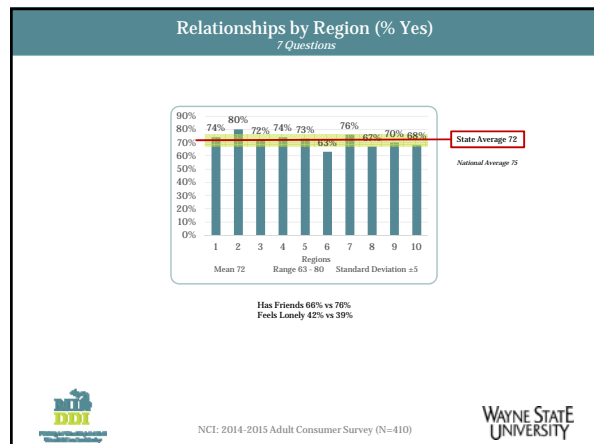 Relationships by Region (% Yes)
7 Questions
90%
80%
70%
60%
50%
40%
30%
20%
10%
0%
74%
80%
72%
74%
73%
63%
76%
67%
70%
68%
1 2 3 4 5 6 7 8 9 10
Regions
Mean 72 Range 63 - 80 Standard Deviation ±5
State Average 72
National Average 75
Has Friends 66% vs 76%
Feels Lonely 42% vs 39%
MI
DDI
NCI: 2014-2015 Adult Consumer Survey (N=410)
WAYNE STATE
UNIVERSITY